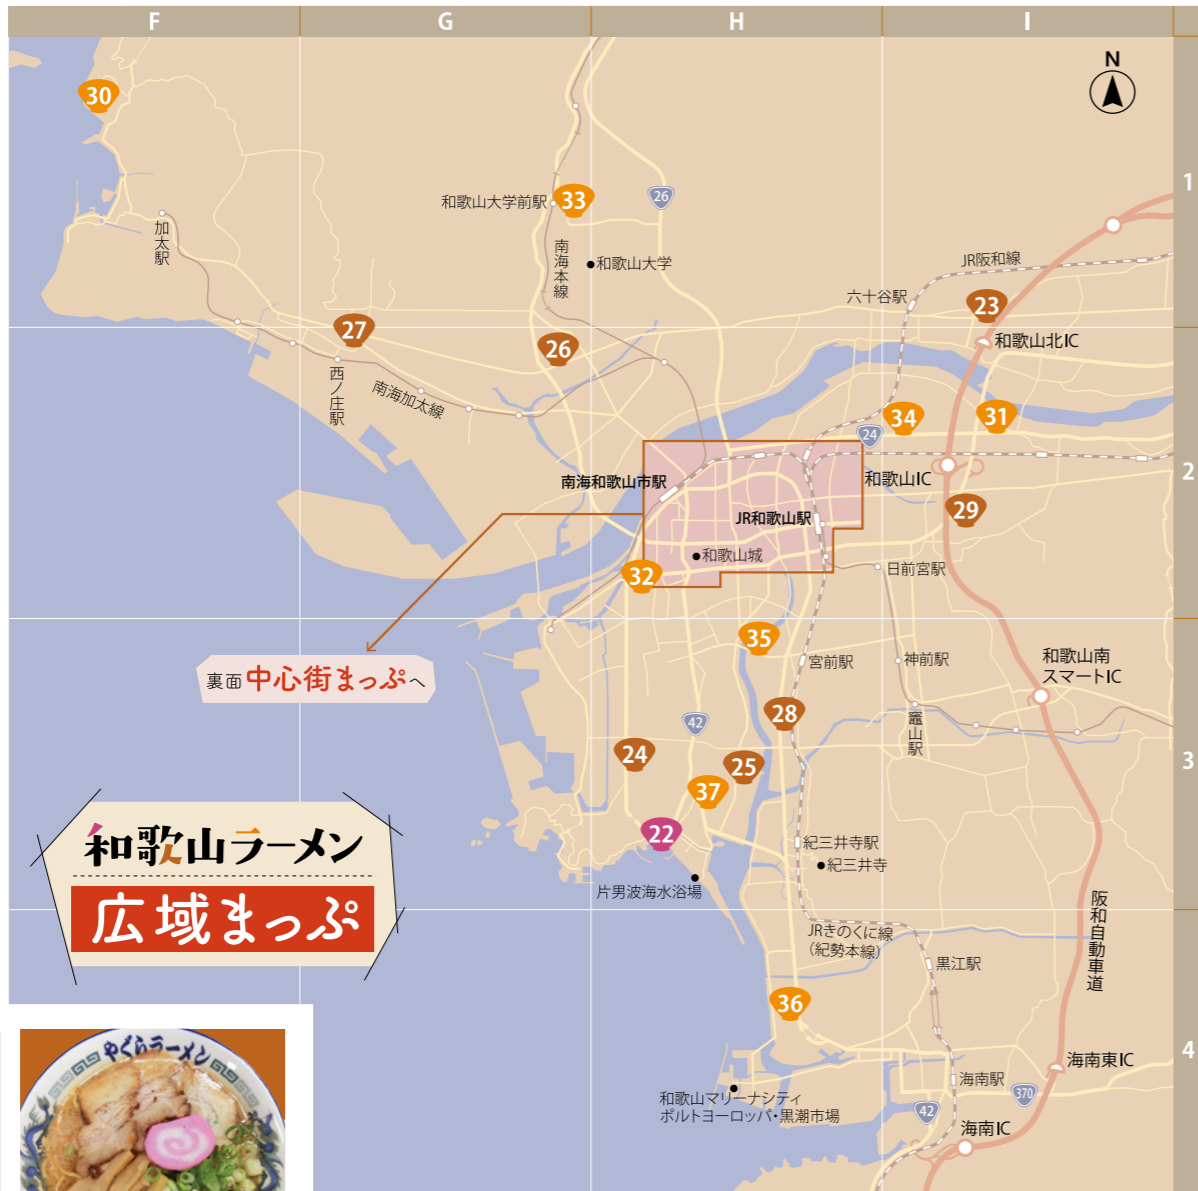 F
G
H
I
N
1
2
3
4
30
33
26
和歌山大学前駅
南海本線
和歌山大学
加太駅
JR阪和線
六十谷駅
23
和歌山北IC
27
26
西ノ庄駅
南海加太線
34
31
24
南海和歌山市駅
和歌山IC
JR和歌山駅
29
和歌山城
32
日前宮駅
35
宮前駅
神前駅
和歌山南
スマートIC
裏面 中心街まっぷへ
28
42
竈山駅
24
25
37
22
紀三井寺駅
紀三井寺
片男波海水浴場
和歌山ラーメン
広域まっぷ
JRきのくに線
(紀勢本線)
黒江駅
阪和自動車道
36
海南東IC
海南駅
370
和歌山マリーナシティ
ポルトヨーロッパ・黒潮市場
42
海南IC
やぐらラーメン